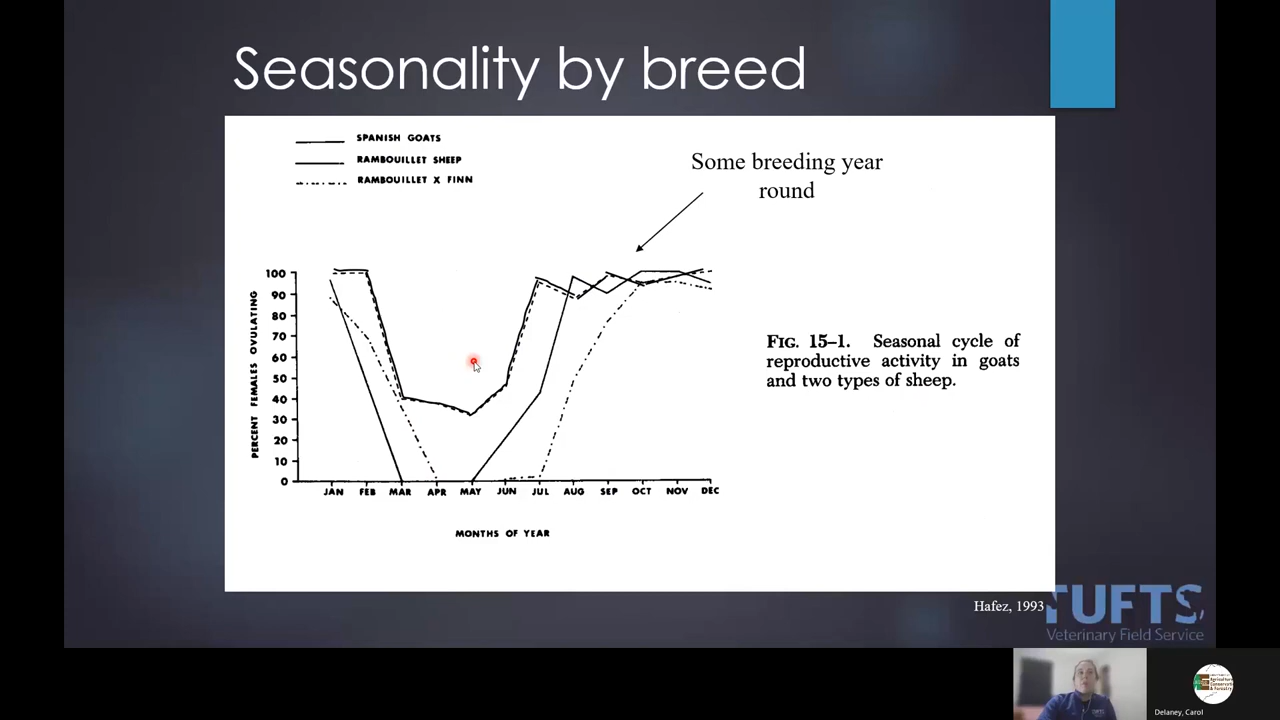 Seasonality by breed
SPANISH GOATS
RAMBOUILLET SHEEP
RAMBOUILLET X FINN
Some breeding year
round
100
90
80
70
60
50
40
30
20
10
0
PERCENT FEMALES OVULATING
JAN FEB MAR APR MAY JUN JUL AUG SEP OCT NOV DEC
MONTHS OF YEAR
FIG. 15–1. Seasonal cycle of
reproductive activity in goats
and two types of sheep.
Hafez, 1993
TUFTS
Veterinary Field Service
Delaney, Carol